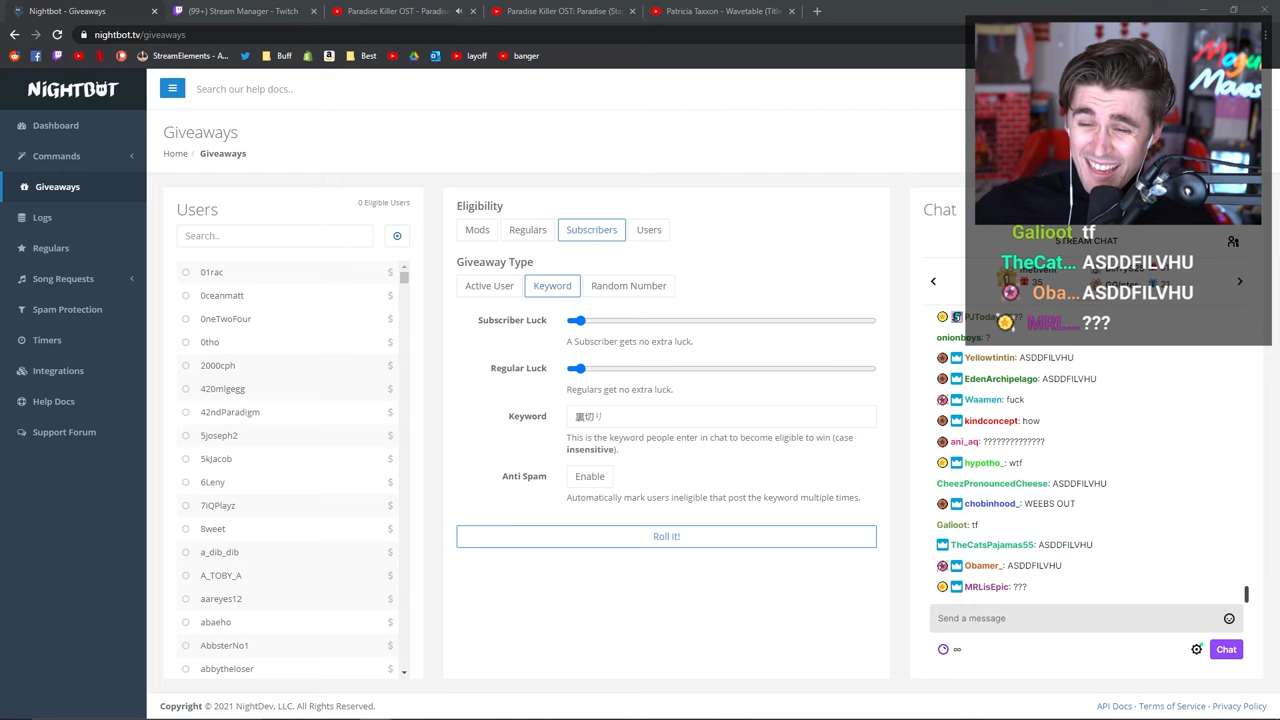 (99+) Stream Manager - Twitch
Paradise Killer OST - Paradis
Paradise Killer OST: Paradise (Stay
Patricia Taxxon - Wavetable (Title
nightbot.tv/giveaways
StreamElements - A...
Buff
Best
layoff
banger
NIGHTBOT
Search our help docs..
Dashboard
Commands
Giveaways
Logs
Regulars
Song Requests
Spam Protection
Timers
Integrations
Help Docs
Support Forum
Giveaways
Home / Giveaways
Users
0 Eligible Users
Search..
01rac $
0ceanmatt $
0neTwoFour $
0tho $
2000cph $
420mlgegg $
42ndParadigm $
5joseph2 $
5kJacob $
6Leny $
7iQPlayz $
8weet $
a_dib_dib $
A_TOBY_A $
aareyes12 $
abaeho $
AbbsterNo1 $
abbytheloser $
Eligibility
Mods Regulars Subscribers Users
Giveaway Type
Active User Keyword Random Number
Subscriber Luck
A Subscriber gets no extra luck.
Regular Luck
Regulars get no extra luck.
Keyword 裏切り
This is the keyword people enter in chat to become eligible to win (case
insensitive).
Anti Spam Enable
Automatically mark users ineligible that post the keyword multiple times.
Roll It!
Mogul
Moves
Chat
Galioot tf
STREAM CHAT
TheCat... ASDDFILVHU
35
Oba... ASDDFILVHU
MRL... ???
onionboys: ?
Yellowtintin: ASDDFILVHU
EdenArchipelago: ASDDFILVHU
Waamen: fuck
kindconcept: how
ani_aq: ??????????????
hypotho_: wtf
CheezPronouncedCheese: ASDDFILVHU
chobinhood_: WEEBS OUT
Galioot: tf
TheCatsPajamas55: ASDDFILVHU
Obamer_: ASDDFILVHU
MRLisEpic: ???
Send a message
∞
Chat
Copyright © 2021 NightDev, LLC. All Rights Reserved.
API Docs · Terms of Service · Privacy Policy